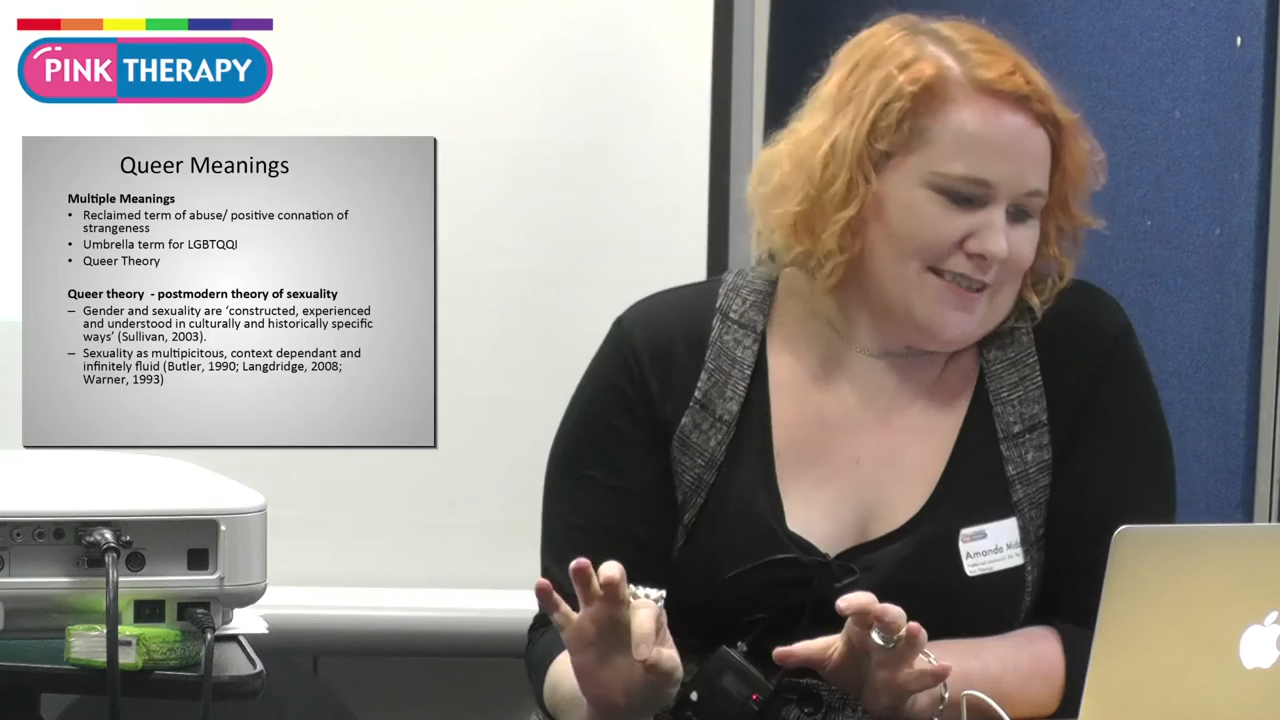 PINK THERAPY
Queer Meanings
Multiple Meanings
• Reclaimed term of abuse/ positive connation of
strangeness
• Umbrella term for LGBTQQI
• Queer Theory
Queer theory - postmodern theory of sexuality
– Gender and sexuality are ‘constructed, experienced
and understood in culturally and historically specific
ways’ (Sullivan, 2003).
– Sexuality as multipicitous, context dependant and
infinitely fluid (Butler, 1990; Langdridge, 2008;
Warner, 1993)
Amanda